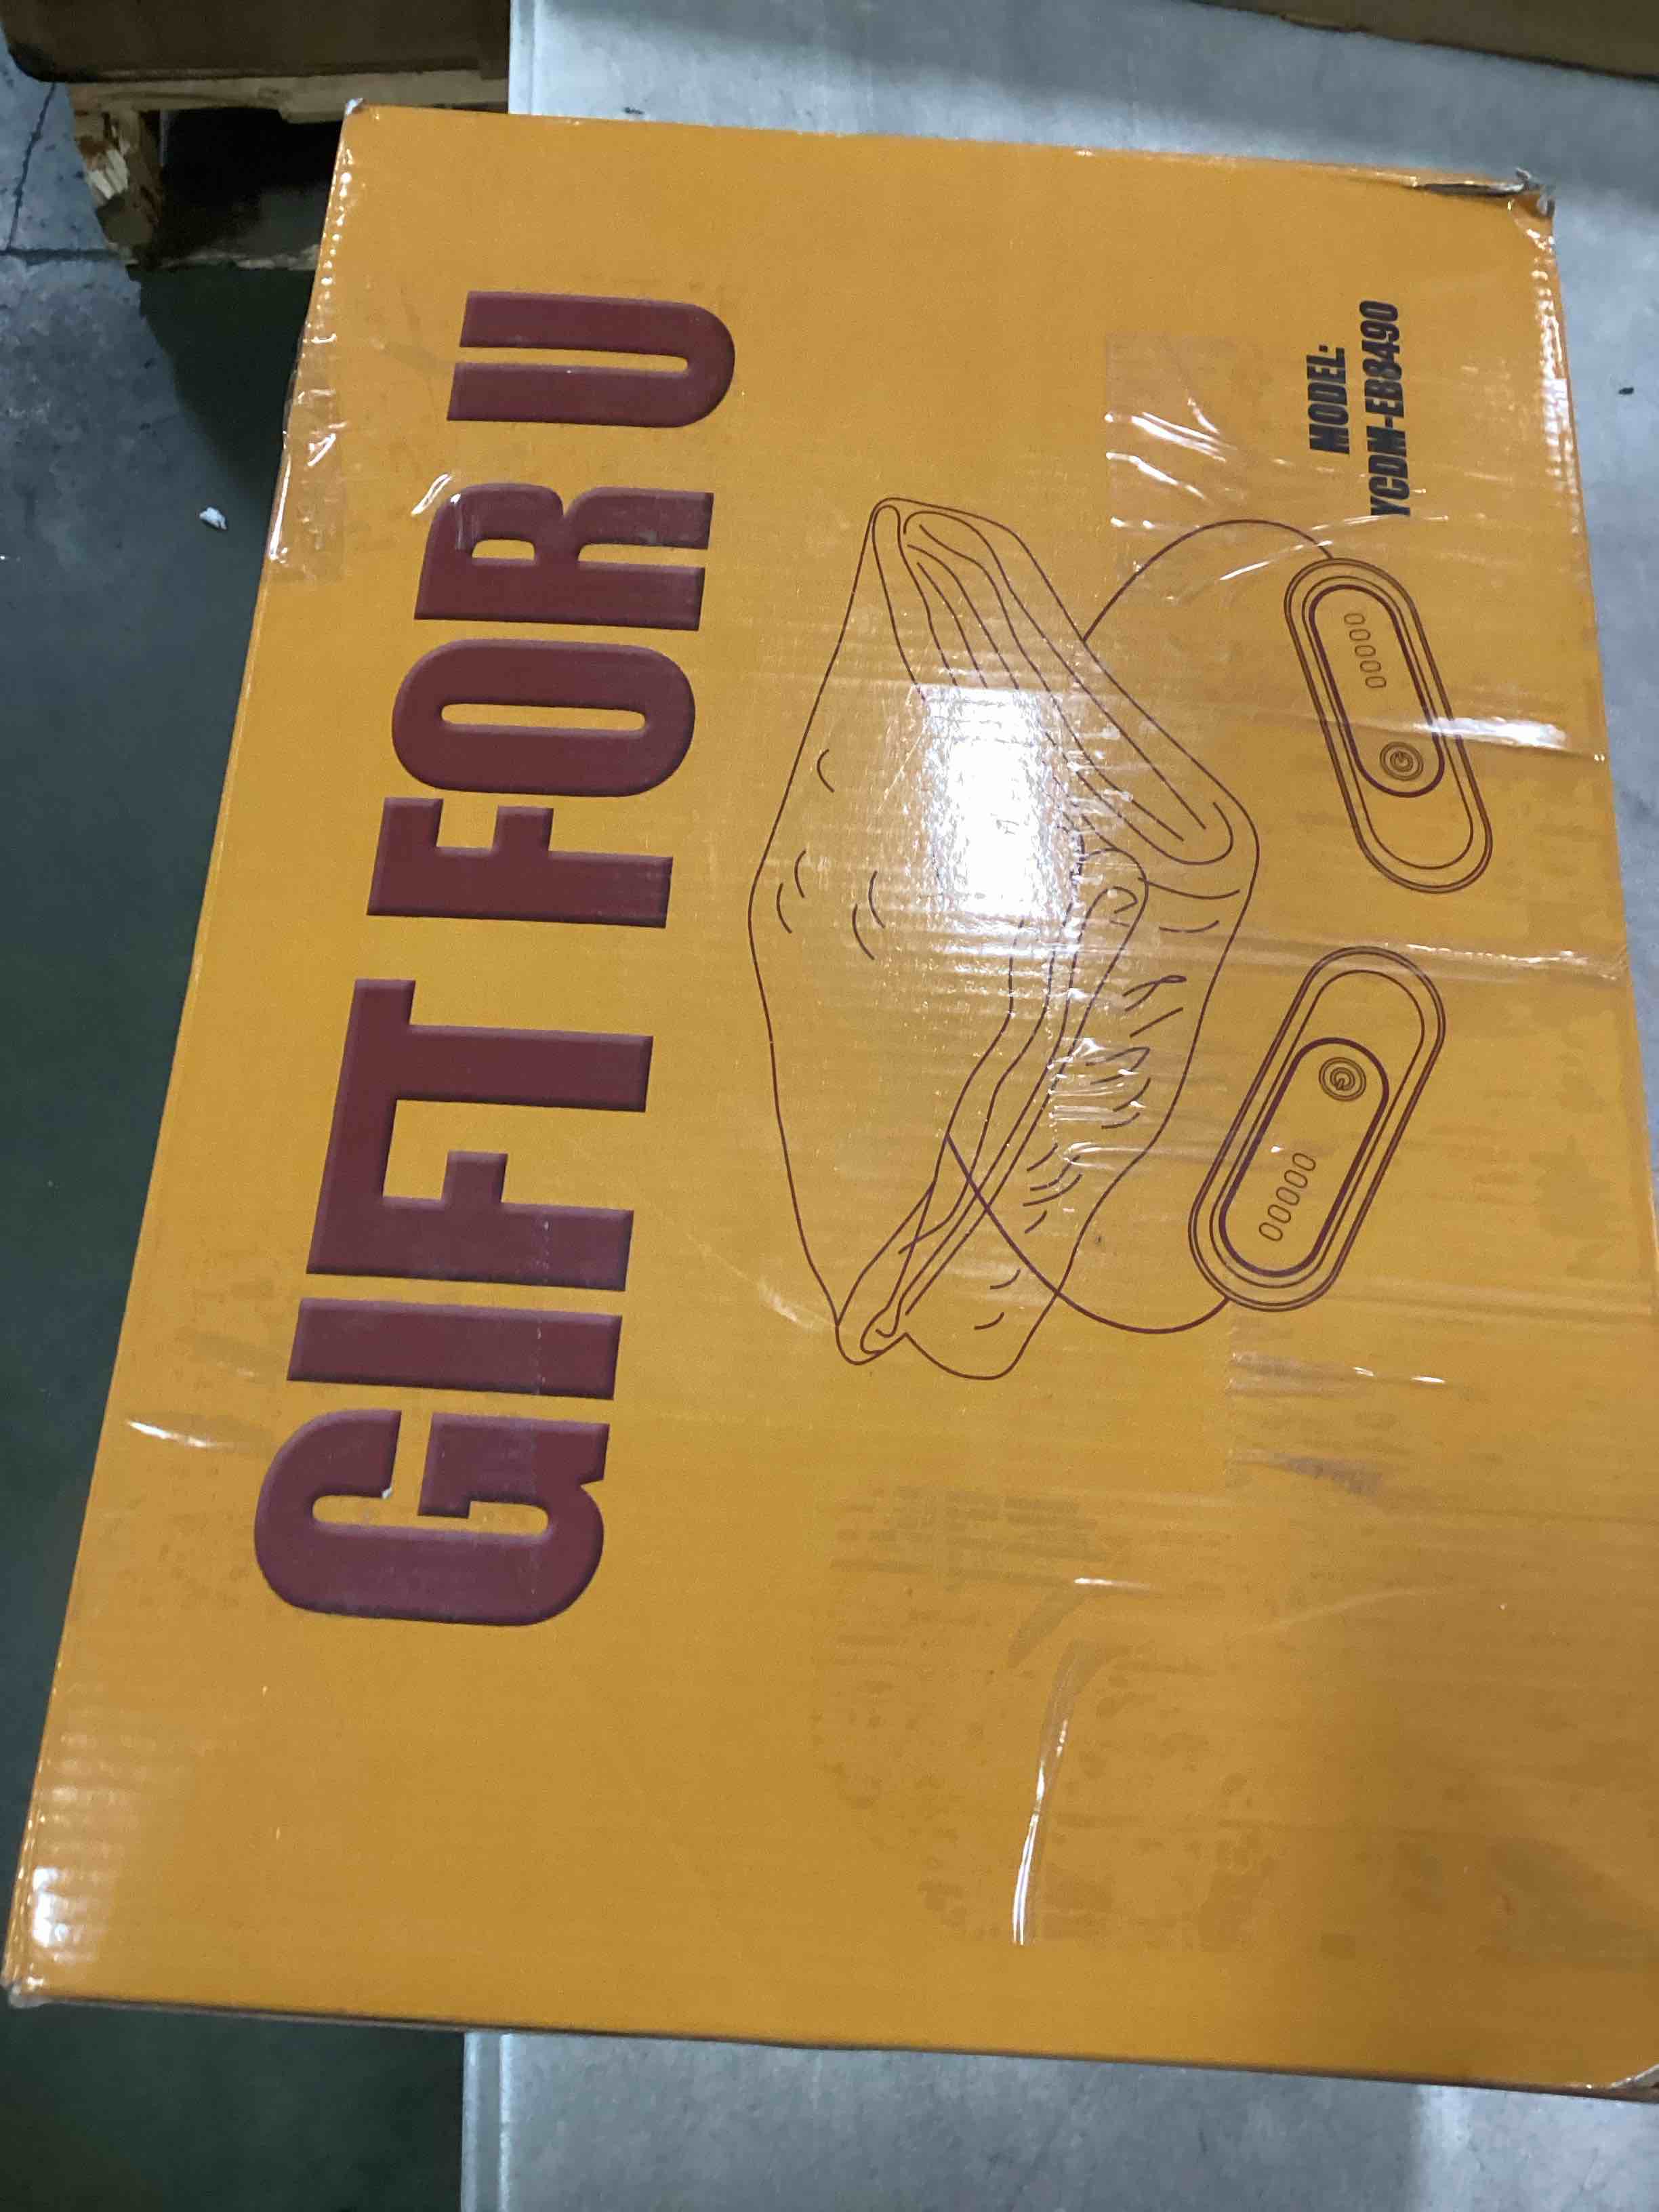 GIFT FOR U
MODEL:
YCDM-EB8490